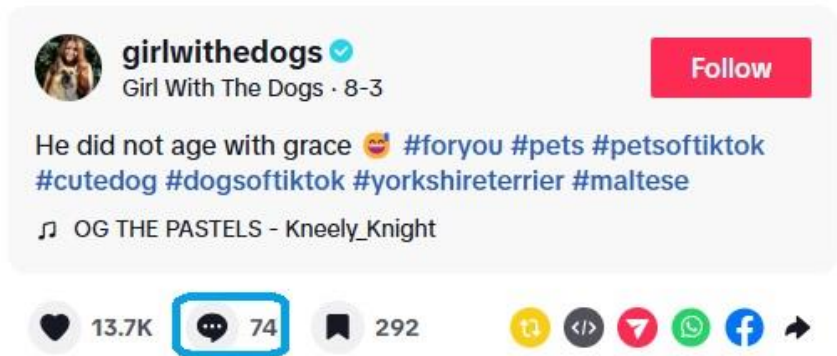 girlwithedogs
Girl With The Dogs · 8-3
Follow
He did not age with grace 😅 #foryou #pets #petsoftiktok
#cutedog #dogsoftiktok #yorkshireterrier #maltese
♫ OG THE PASTELS - Kneely_Knight
13.7K 74 292